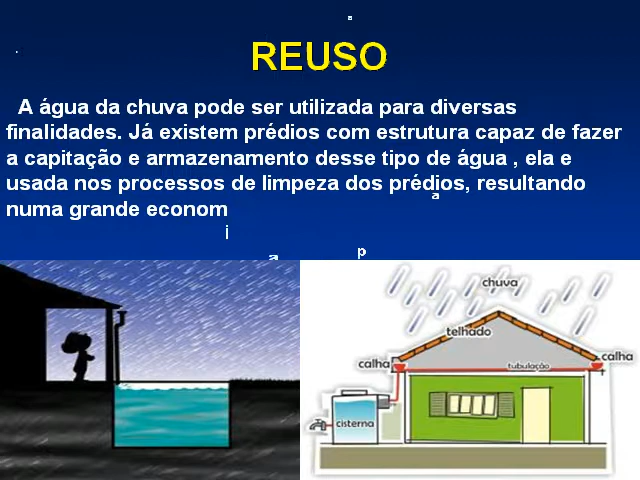 a
.
REUSO
A água da chuva pode ser utilizada para diversas
finalidades. Já existem prédios com estrutura capaz de fazer
a capitação e armazenamento desse tipo de água , ela e
usada nos processos de limpeza dos prédios, resultando
a
numa grande econom
i
a
p
chuva
telhado
calha
tubulação
calha
cisterna